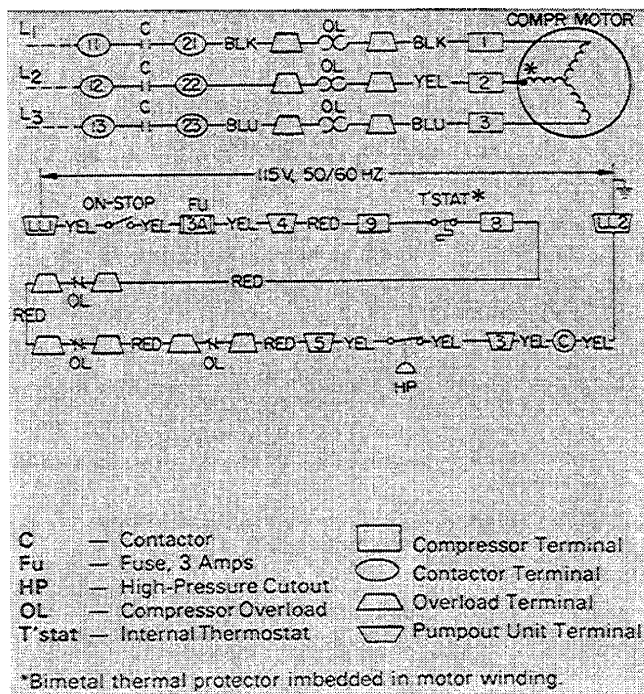 COMPR MOTOR
L1 11 C 21 BLK OL BLK 1
L2 12 C 22 OL YEL 2 *
L3 13 C 23 BLU OL BLU 3
115V, 50/60 HZ
ON-STOP FU T'STAT*
LL1 YEL YEL 3A YEL 4 RED 9 8 LL2
RED
OL
RED
RED RED 5 YEL YEL 3 YEL C YEL
OL OL HP
C — Contactor
Fu — Fuse, 3 Amps
HP — High-Pressure Cutout
OL — Compressor Overload
T'stat — Internal Thermostat
Compressor Terminal
Contactor Terminal
Overload Terminal
Pumpout Unit Terminal
*Bimetal thermal protector imbedded in motor winding.